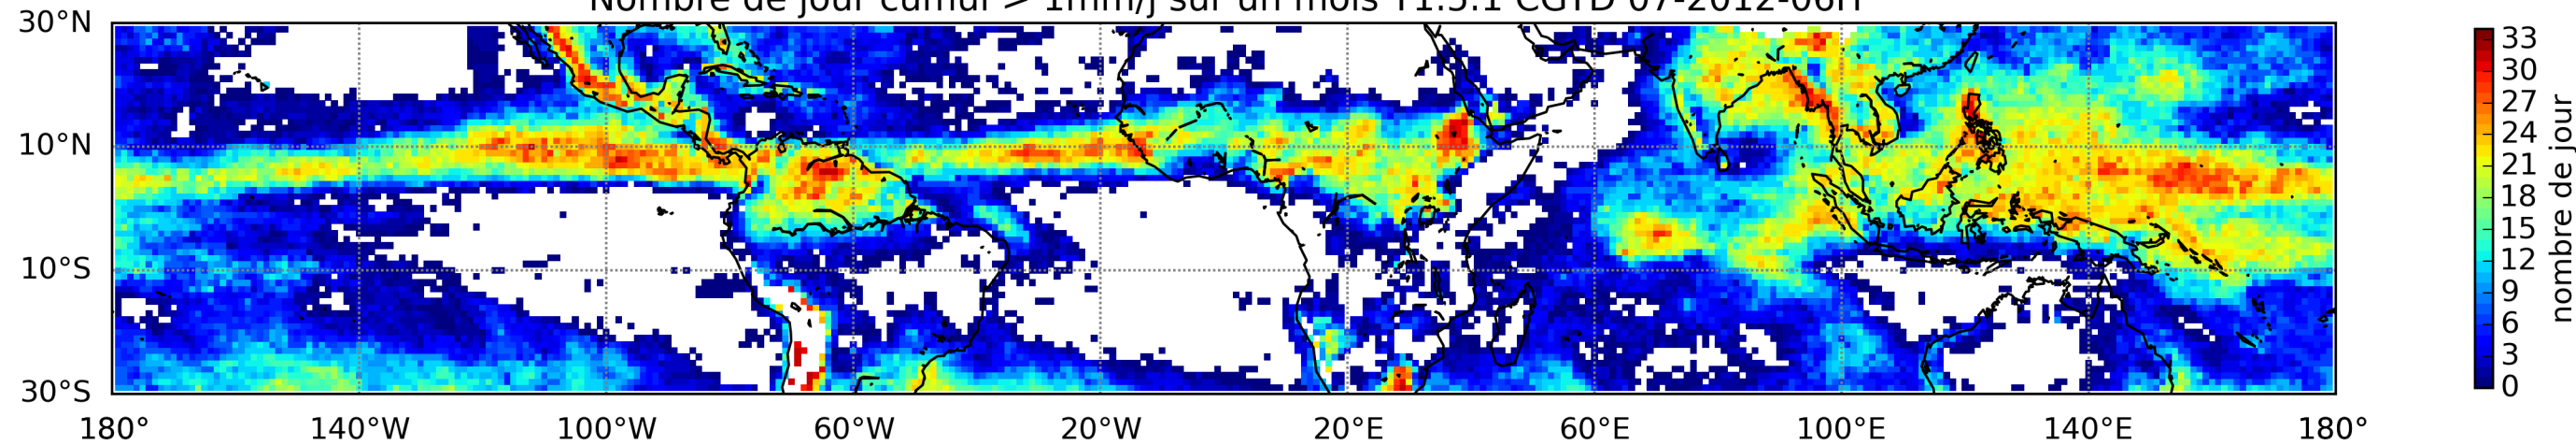 Nombre de jour cumul > 1mm/j sur un mois T1.5.1 CGTD 07-2012-06H
30°N
10°N
10°S
30°S
180° 140°W 100°W 60°W 20°W 20°E 60°E 100°E 140°E 180°
33
30
27
24
21
18
15
12
9
6
3
0
nombre de jour